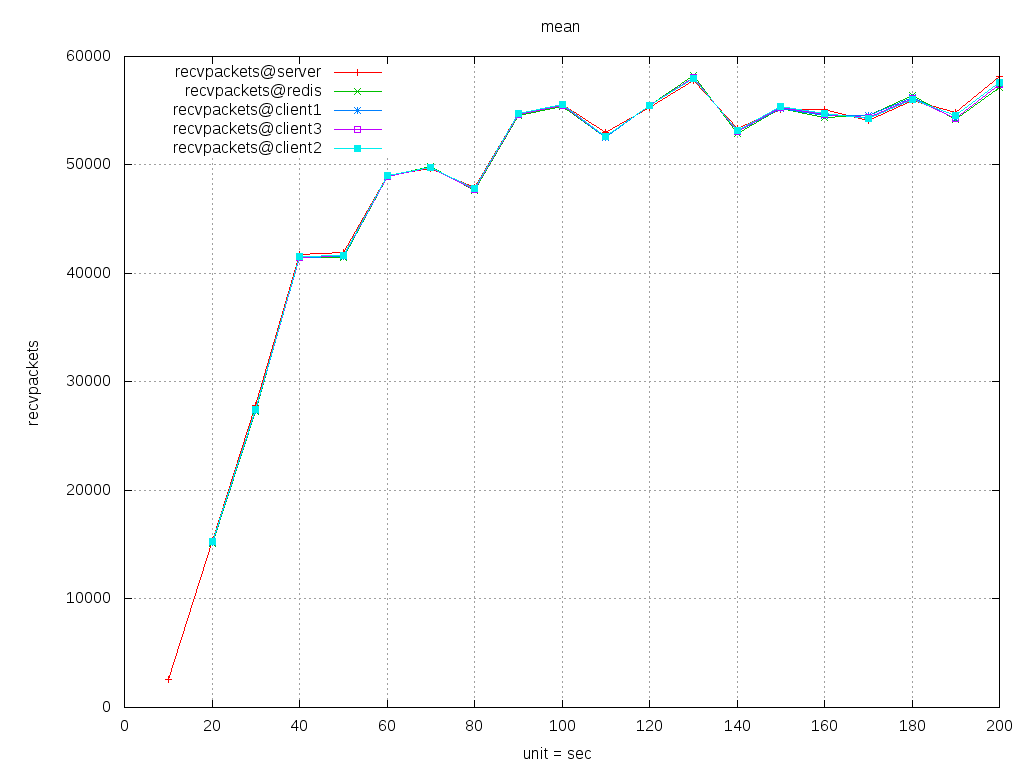 mean
60000
50000
40000
30000
20000
10000
0
recvpackets
recvpackets@server
recvpackets@redis
recvpackets@client1
recvpackets@client3
recvpackets@client2
0 20 40 60 80 100 120 140 160 180 200
unit = sec